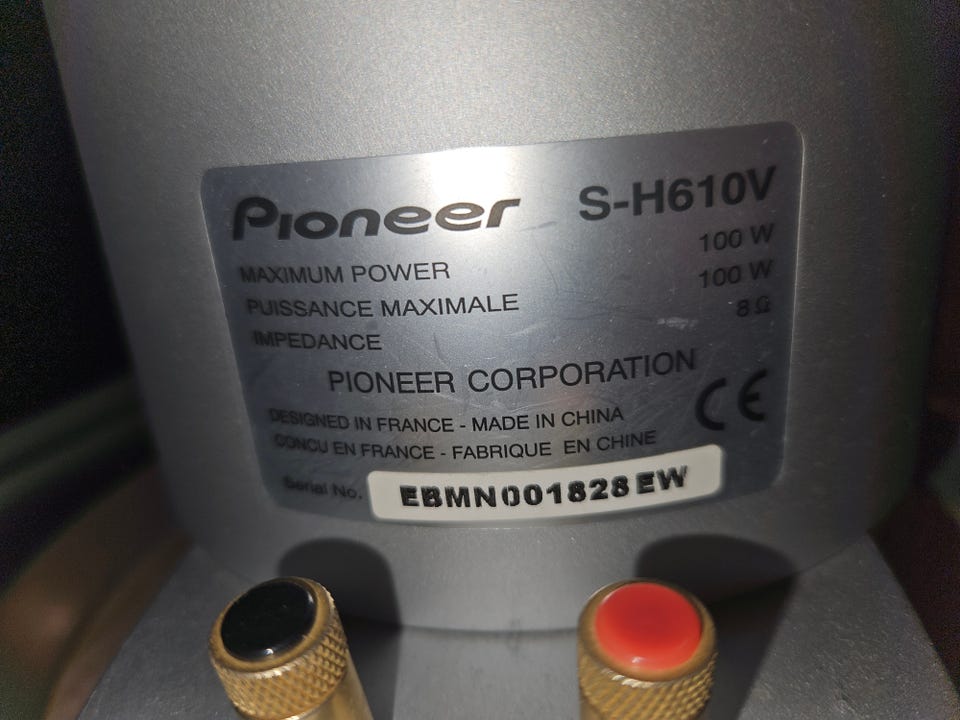 Pioneer S-H610V
MAXIMUM POWER 100 W
PUISSANCE MAXIMALE 100 W
IMPEDANCE 8 Ω
PIONEER CORPORATION
DESIGNED IN FRANCE - MADE IN CHINA
CONCU EN FRANCE - FABRIQUE EN CHINE
CE
Serial No. EBMN001828EW